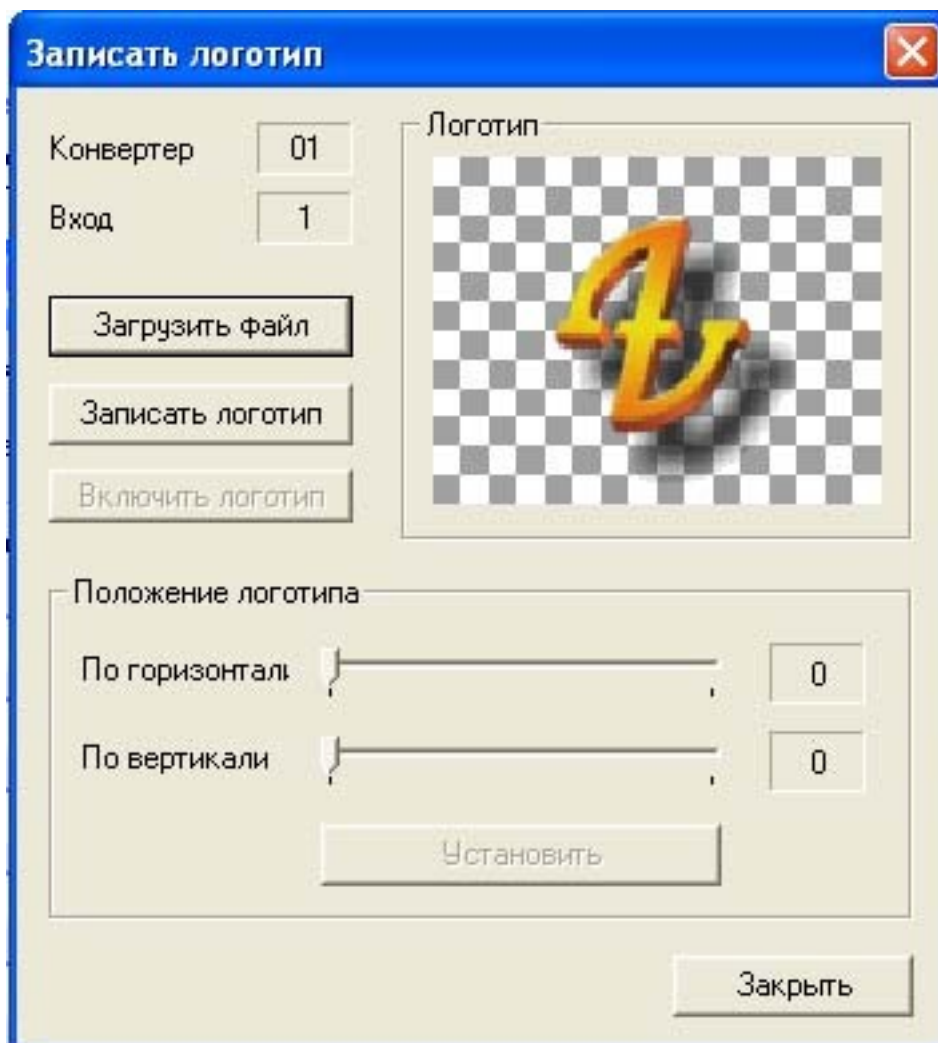 Записать логотип
Конвертер 01
Вход 1
Загрузить файл
Записать логотип
Включить логотип
Логотип
Положение логотипа
По горизонтали 0
По вертикали 0
Установить
Закрыть